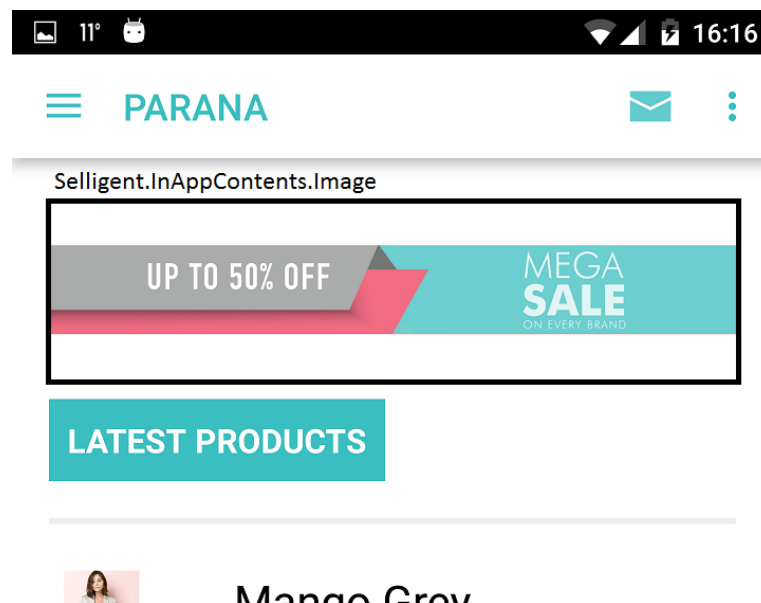 11° 16:16
PARANA
Selligent.InAppContents.Image
UP TO 50% OFF
MEGA
SALE
ON EVERY BRAND
LATEST PRODUCTS
Mango Grey